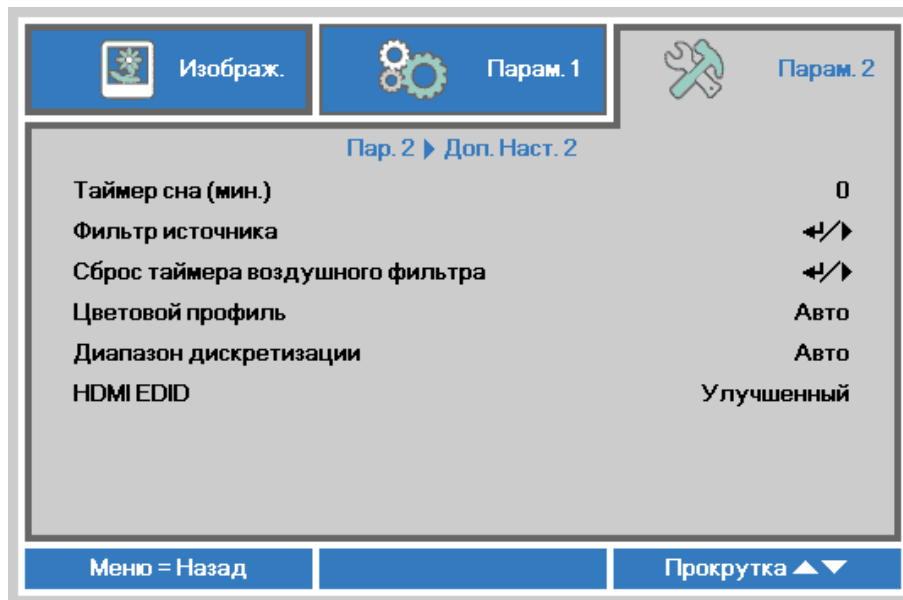 Изображ.
Парам. 1
Парам. 2
Пар. 2 Доп. Наст. 2
Таймер сна (мин.) 0
Фильтр источника
Сброс таймера воздушного фильтра
Цветовой профиль Авто
Диапазон дискретизации Авто
HDMI EDID Улучшенный
Меню = Назад
Прокрутка